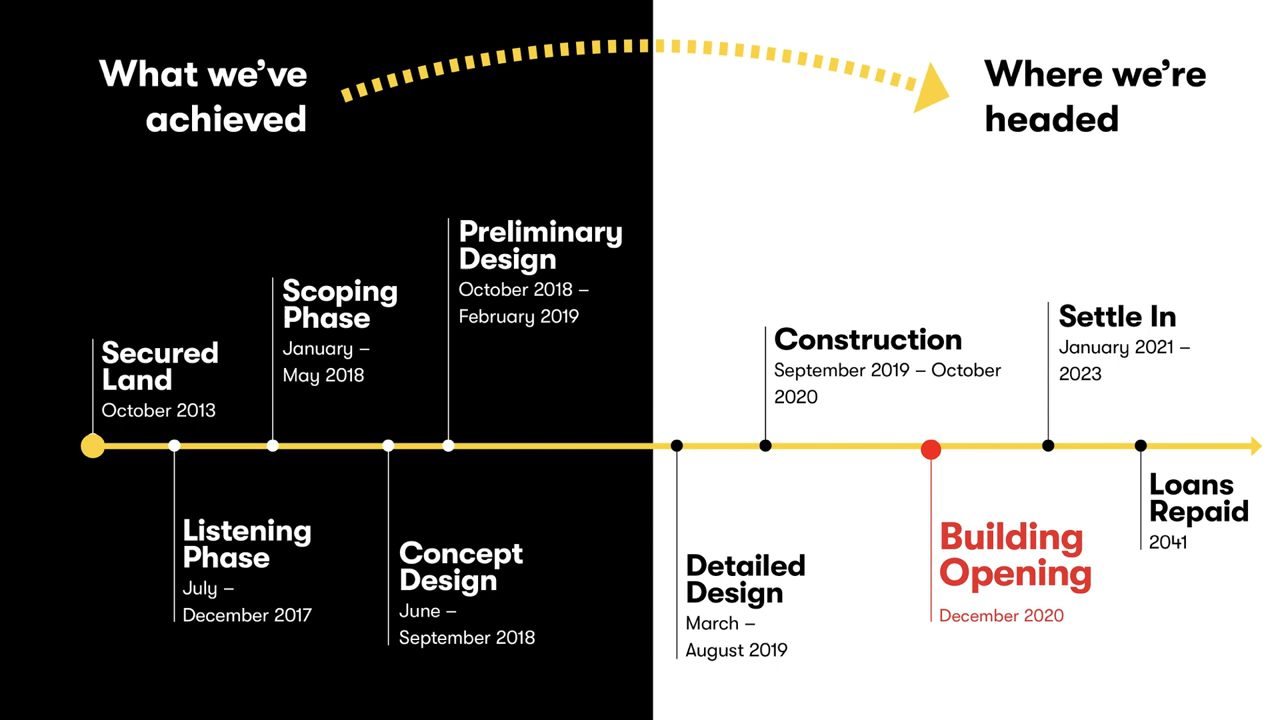 What we've
achieved
Where we're
headed
Secured
Land
October 2013
Listening
Phase
July –
December 2017
Scoping
Phase
January –
May 2018
Concept
Design
June –
September 2018
Preliminary
Design
October 2018 –
February 2019
Detailed
Design
March –
August 2019
Construction
September 2019 – October
2020
Building
Opening
December 2020
Settle In
January 2021 –
2023
Loans
Repaid
2041